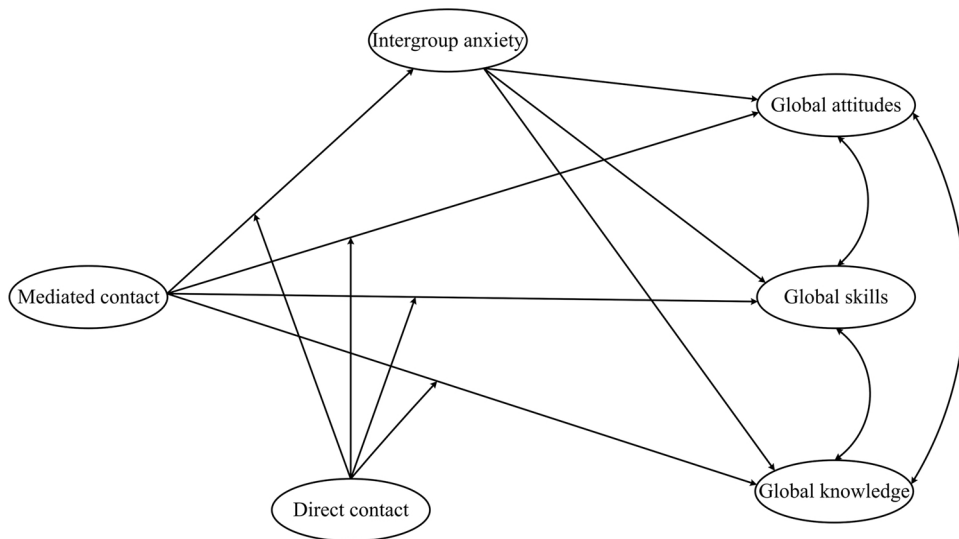 Intergroup anxiety
Global attitudes
Mediated contact
Global skills
Global knowledge
Direct contact